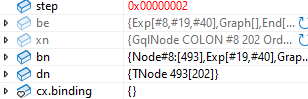 step 0x00000002
be {Exp[#8,#19,#40],Graph[],End[
xn {GqlNode COLON #8 202 Ord
bn {Node#8:[493],Exp[#19,#40],Gra
dn {TNode 493[202]}
cx.binding {}